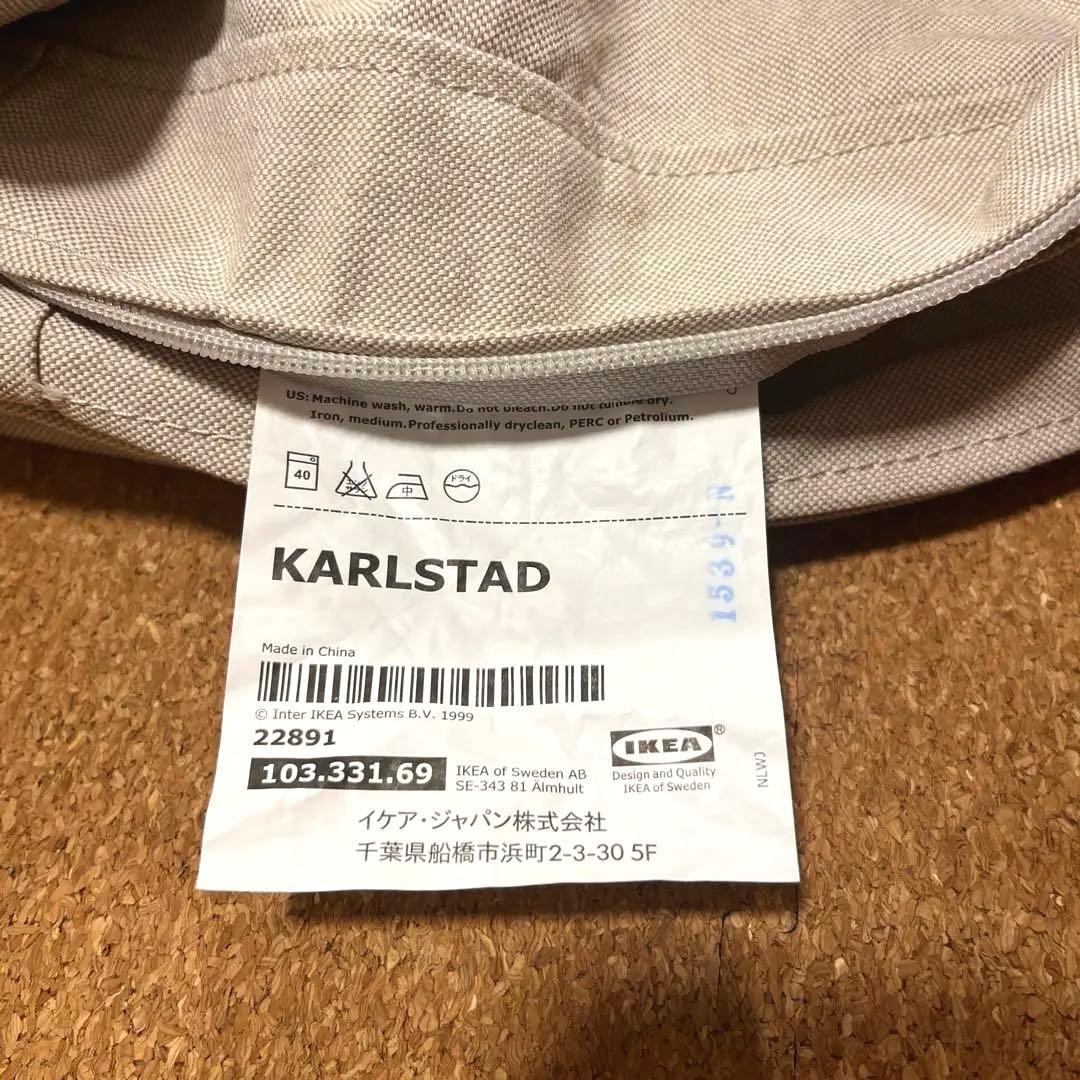 US: Machine wash, warm.Do not bleach.Do not tumble dry.
Iron, medium.Professionally dryclean, PERC or Petrolium.
40
中
ドライ
KARLSTAD
1539-IN
Made in China
© Inter IKEA Systems B.V. 1999
22891
103.331.69
IKEA of Sweden AB
SE-343 81 Älmhult
IKEA®
Design and Quality
IKEA of Sweden
NLWJ
イケア・ジャパン株式会社
千葉県船橋市浜町2-3-30 5F